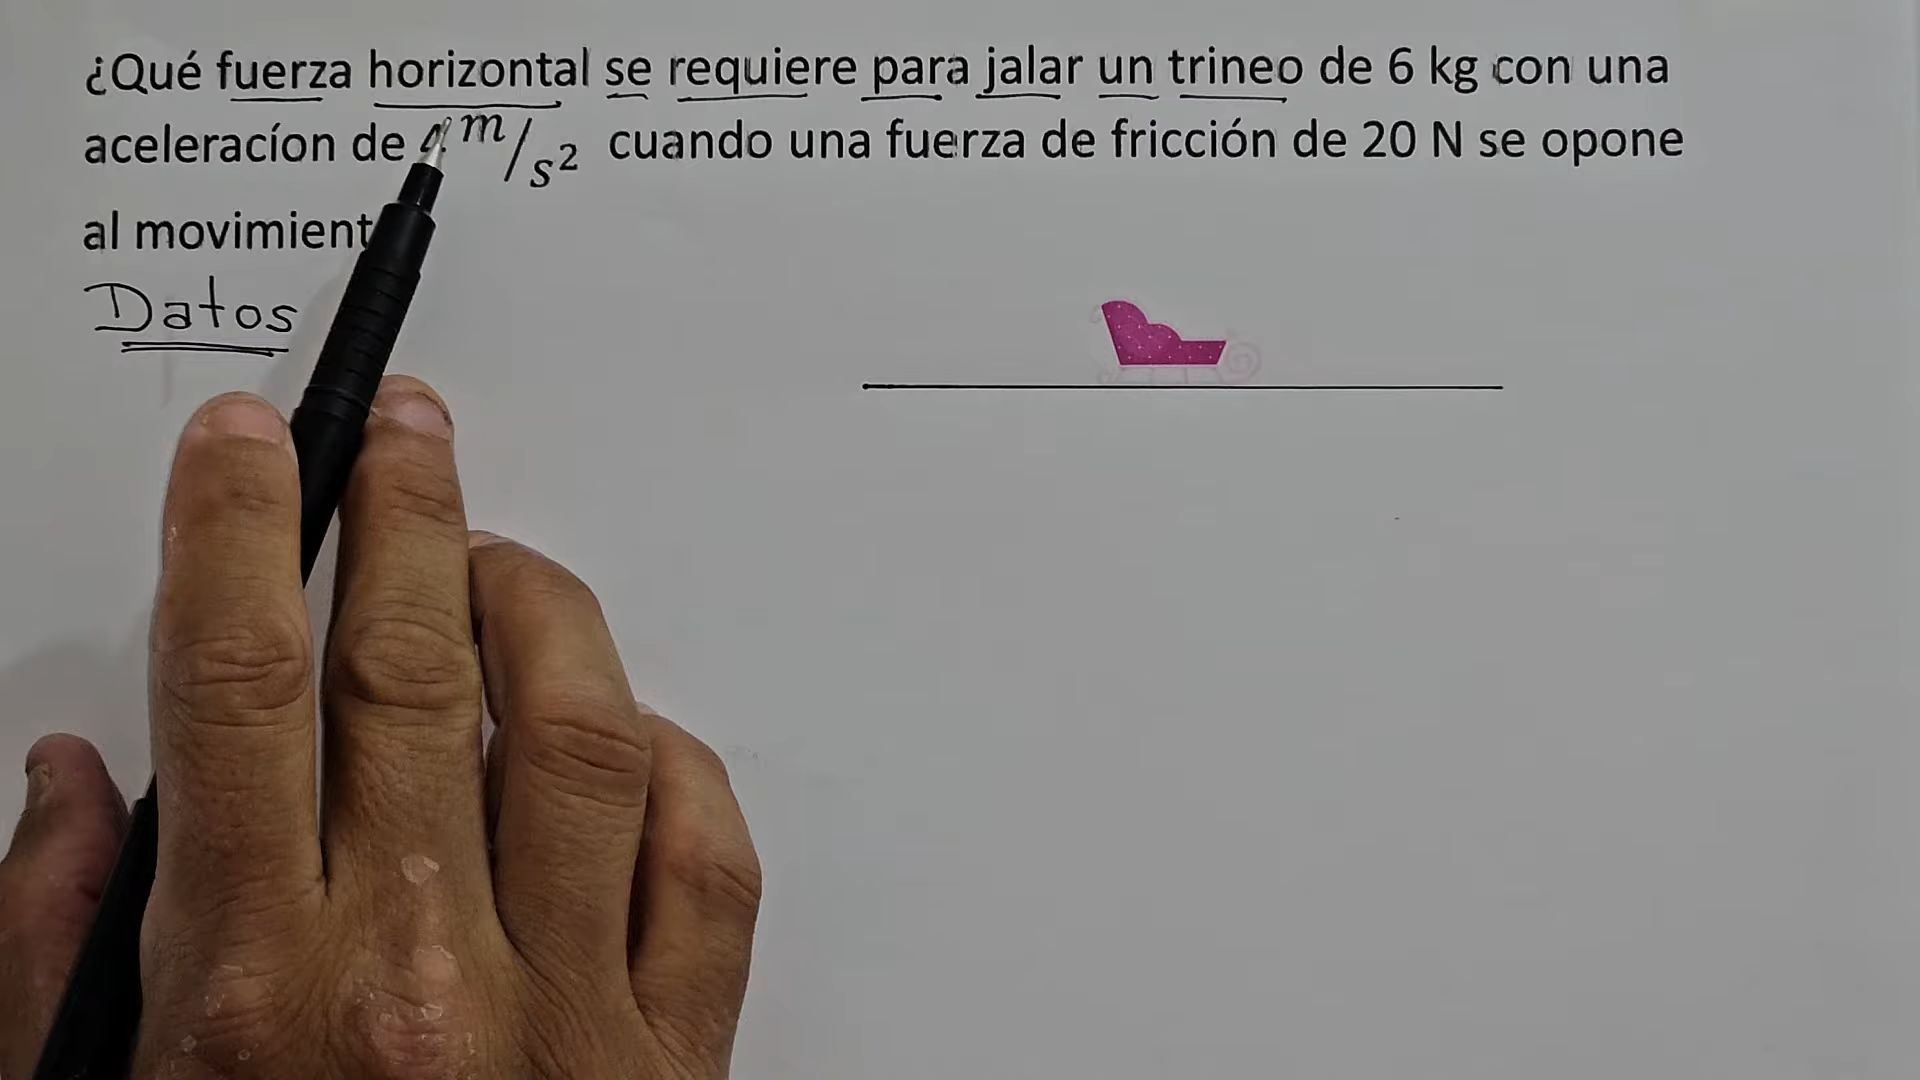 ¿Qué fuerza horizontal se requiere para jalar un trineo de 6 kg con una
aceleracíon de 4 m/s² cuando una fuerza de fricción de 20 N se opone
al movimient
Datos